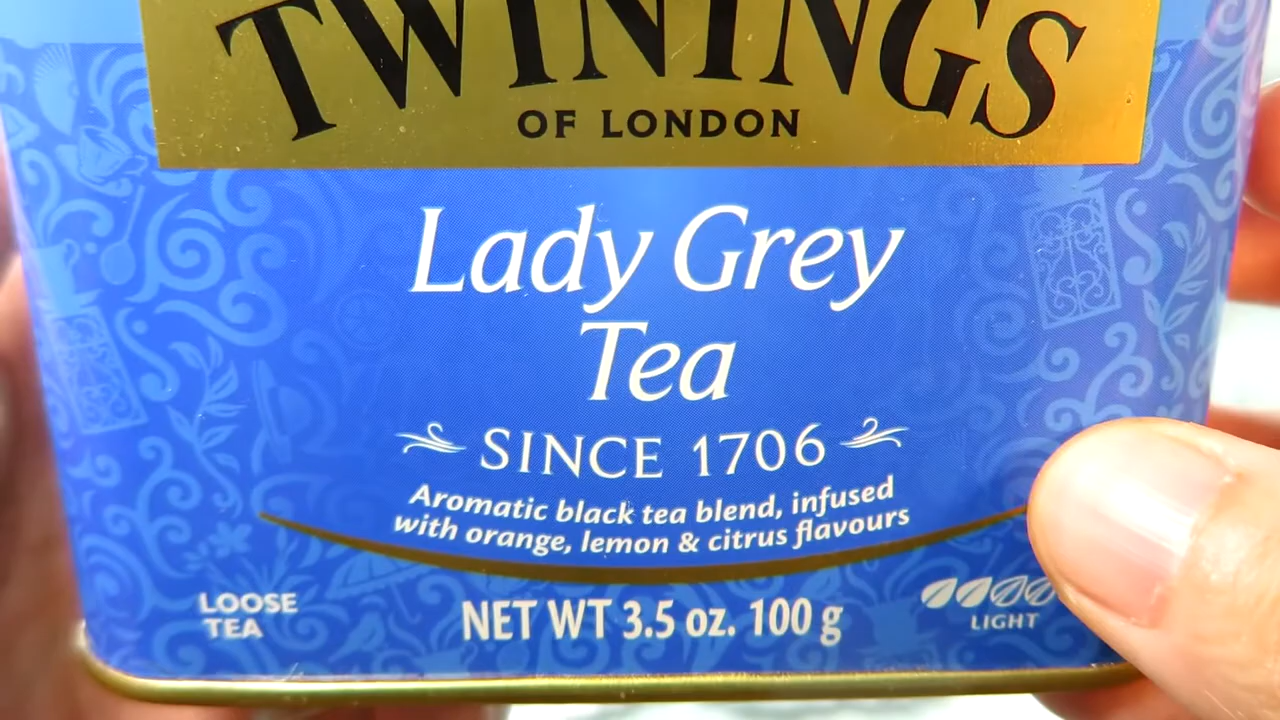 TWININGS
OF LONDON
Lady Grey
Tea
SINCE 1706
Aromatic black tea blend, infused
with orange, lemon & citrus flavours
LOOSE
TEA
NET WT 3.5 oz. 100 g
LIGHT